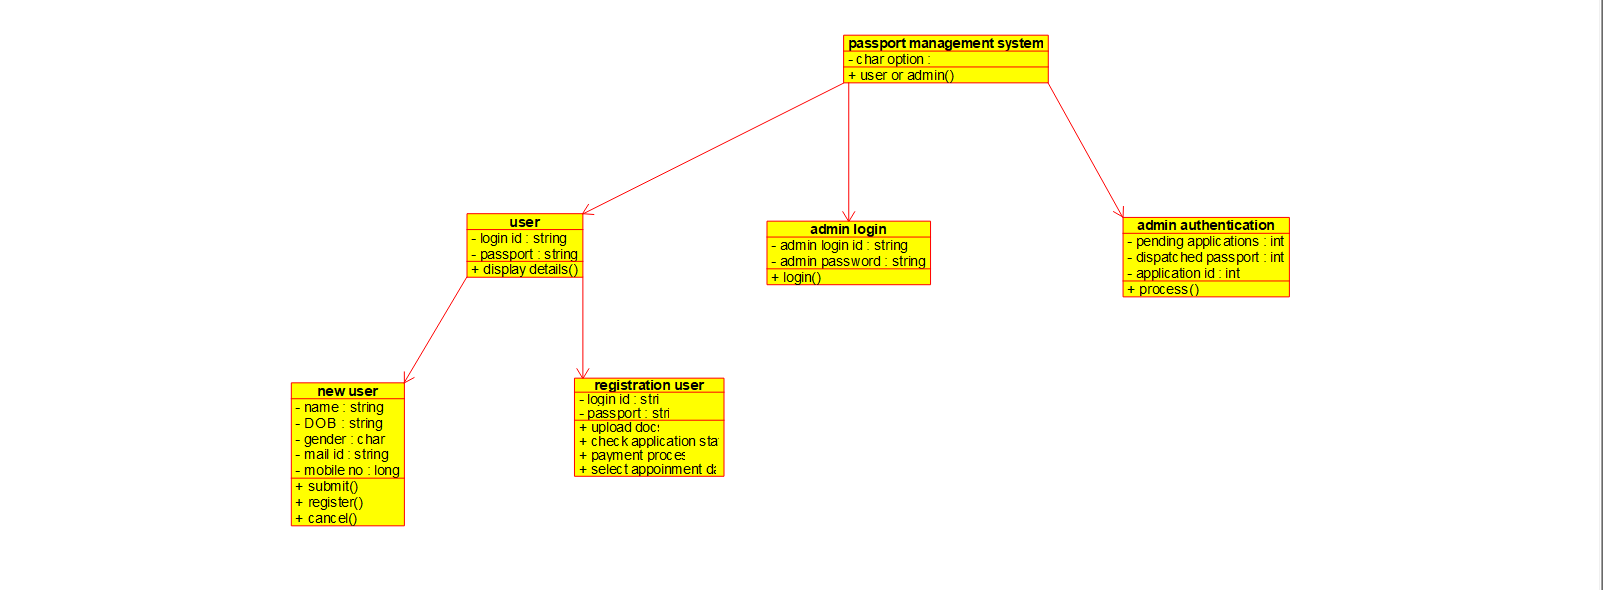 passport management system
- char option :
+ user or admin()
user
- login id : string
- passport : string
+ display details()
admin login
- admin login id : string
- admin password : string
+ login()
admin authentication
- pending applications : int
- dispatched passport : int
- application id : int
+ process()
new user
- name : string
- DOB : string
- gender : char
- mail id : string
- mobile no : long
+ submit()
+ register()
+ cancel()
registration user
- login id : stri
- passport : stri
+ upload doc
+ check application sta
+ payment proce
+ select appoinment d